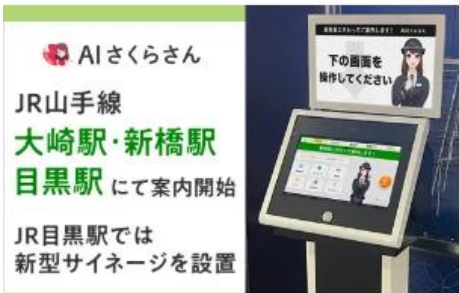 AIさくらさん
JR山手線
大崎駅・新橋駅
目黒駅にて案内開始
JR目黒駅では
新型サイネージを設置
下の画面を
操作してください